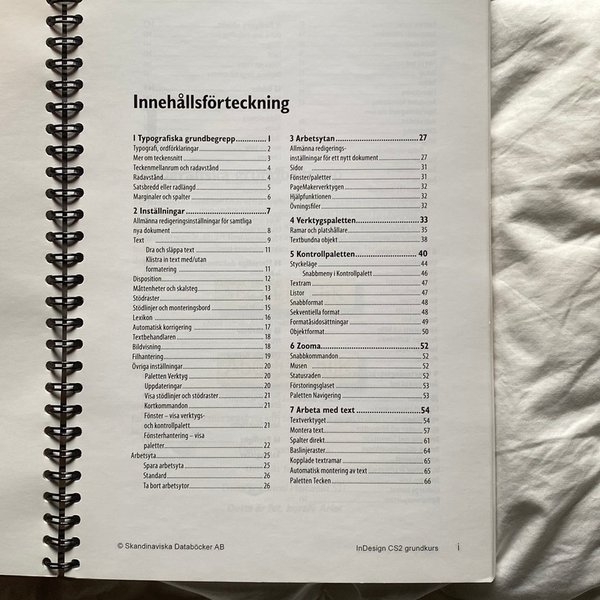 Innehållsförteckning
1 Typografiska grundbegrepp 1
Typografi, ordförklaringar 2
Mer om teckensnitt 3
Teckenmellanrum och radavstånd 4
Radavstånd 4
Satsbredd eller radlängd 5
Marginaler och spalter 6
2 Inställningar 7
Allmänna redigeringsinställningar för samtliga
nya dokument 8
Text 9
Dra och släppa text 11
Klistra in text med/utan
formatering 11
Disposition 12
Måttenheter och skalsteg 13
Stödraster 14
Stödlinjer och monteringsbord 15
Lexikon 16
Automatisk korrigering 17
Textbehandlaren 18
Bildvisning 18
Filhantering 19
Övriga inställningar 20
Paletten Verktyg 20
Uppdateringar 20
Visa stödlinjer och stödraster 21
Kortkommandon 21
Fönster – visa verktygs-
och kontrollpalett 21
Fönsterhantering – visa
paletter 22
Arbetsyta 25
Spara arbetsyta 25
Standard 26
Ta bort arbetsytor 26
3 Arbetsytan 27
Allmänna redigerings-
inställningar för ett nytt dokument 27
Sidor 31
Fönster/paletter 31
PageMakerverktygen 32
Hjälpfunktionen 32
Övningsfiler 32
4 Verktygspaletten 33
Ramar och platshållare 35
Textbundna objekt 38
5 Kontrollpaletten 40
Styckeläge 44
Snabbmeny i Kontrollpalett 46
Textram 47
Listor 47
Snabbformat 48
Sekventiella format 48
Formatåsidosättningar 49
Objektformat 50
6 Zooma 52
Snabbkommandon 52
Musen 52
Statusraden 52
Förstoringsglaset 53
Paletten Navigering 53
7 Arbeta med text 54
Textverktyget 54
Montera text 57
Spalter direkt 61
Baslinjeraster 64
Kopplade textramar 65
Automatisk montering av text 65
Paletten Tecken 66
© Skandinaviska Databöcker AB
InDesign CS2 grundkurs i